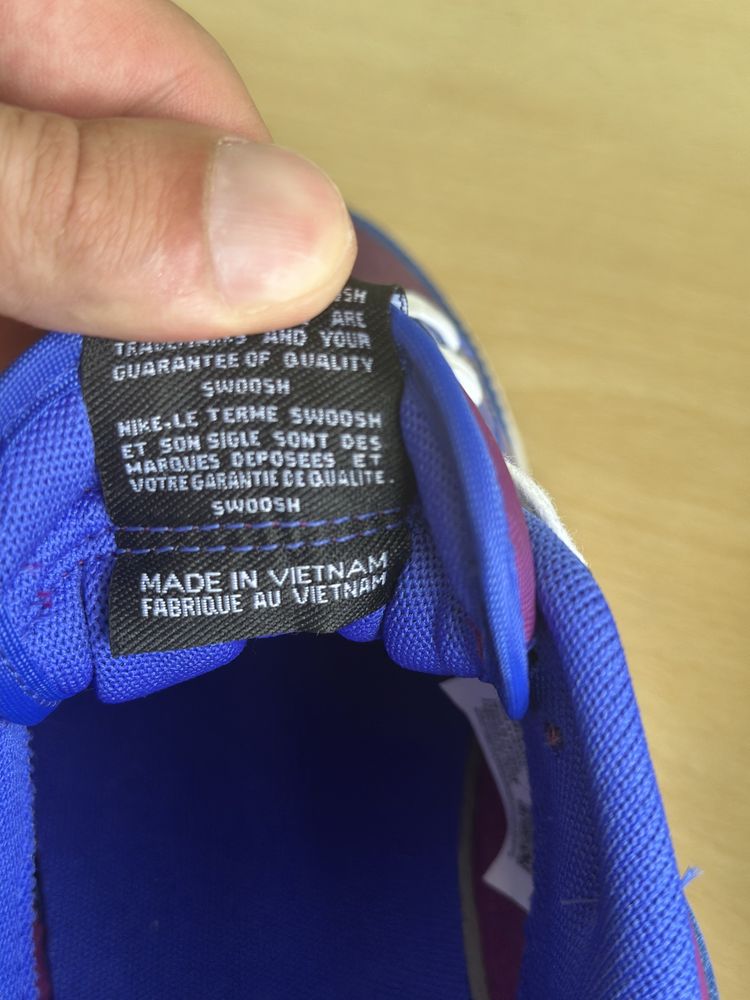 ARE
AND YOUR
GUARANTEE OF QUALITY
SWOOSH
NIKE,LE TERME SWOOSH
ET SON SIGLE SONT DES
MARQUES DEPOSEES ET
VOTRE GARANTIE DE QUALITE.
SWOOSH
MADE IN VIETNAM
FABRIQUE AU VIETNAM